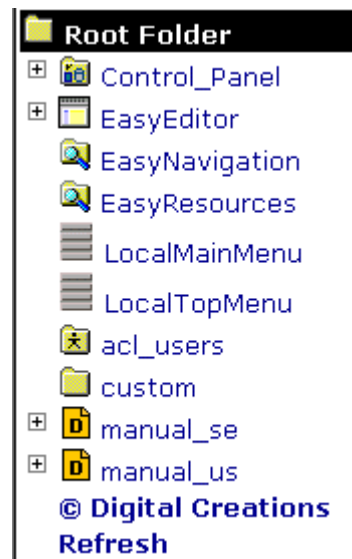 Root Folder
Control_Panel
EasyEditor
EasyNavigation
EasyResources
LocalMainMenu
LocalTopMenu
acl_users
custom
D manual_se
D manual_us
© Digital Creations
Refresh